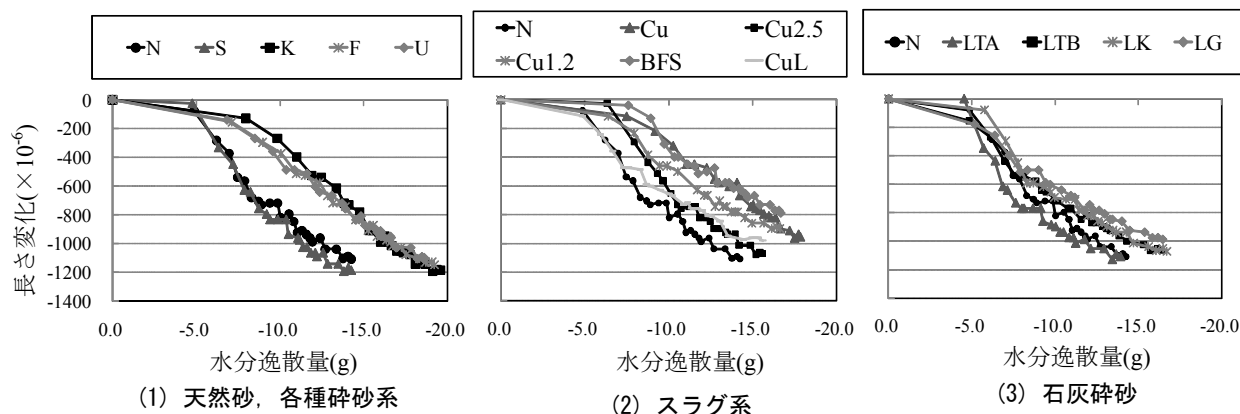 N S K F U
N Cu Cu2.5
Cu1.2 BFS CuL
N LTA LTB LK LG
長さ変化(×10⁻⁶)
0
-200
-400
-600
-800
-1000
-1200
-1400
0.0 -5.0 -10.0 -15.0 -20.0
0.0 -5.0 -10.0 -15.0 -20.0
0.0 -5.0 -10.0 -15.0 -20.0
水分逸散量(g)
水分逸散量(g)
水分逸散量(g)
(1) 天然砂，各種砕砂系
(2) スラグ系
(3) 石灰砕砂